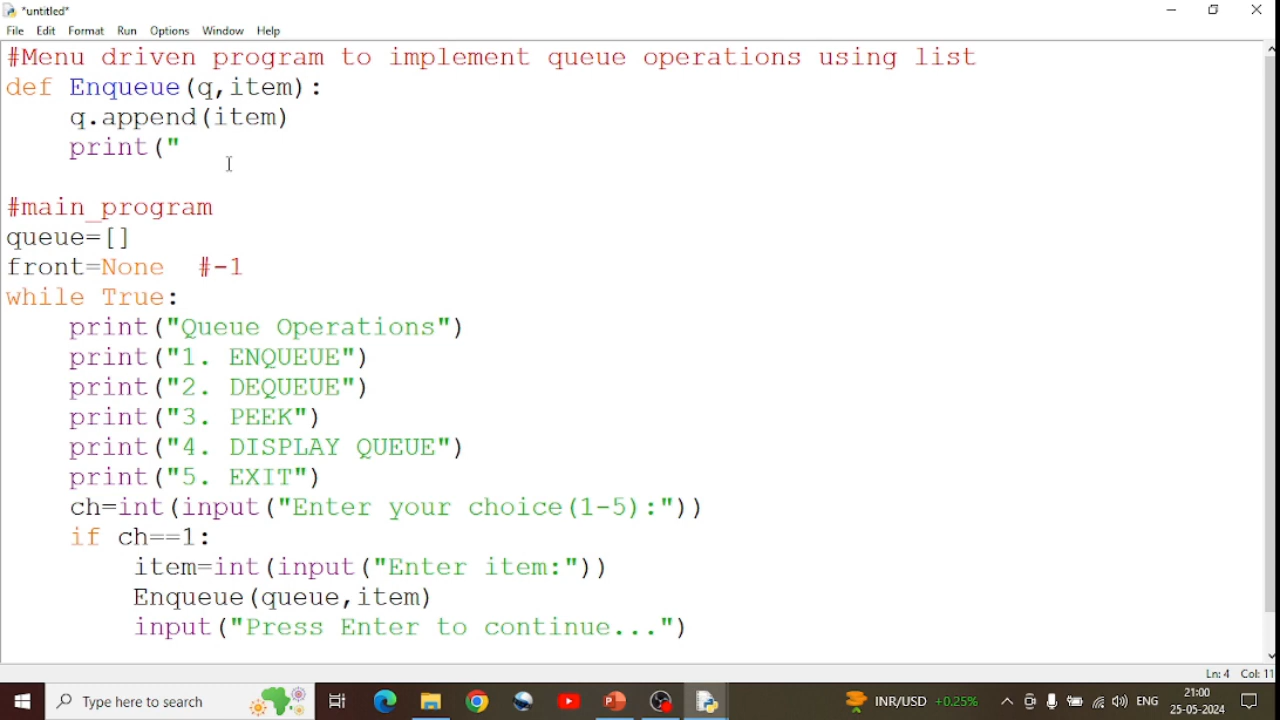 *untitled*
File Edit Format Run Options Window Help
#Menu driven program to implement queue operations using list
def Enqueue(q,item):
    q.append(item)
    print("
#main_program
queue=[]
front=None  #-1
while True:
    print("Queue Operations")
    print("1. ENQUEUE")
    print("2. DEQUEUE")
    print("3. PEEK")
    print("4. DISPLAY QUEUE")
    print("5. EXIT")
    ch=int(input("Enter your choice(1-5):"))
    if ch==1:
        item=int(input("Enter item:"))
        Enqueue(queue,item)
        input("Press Enter to continue...")
Ln: 4 Col: 11
Type here to search
INR/USD +0.25%
ENG
21:00
25-05-2024